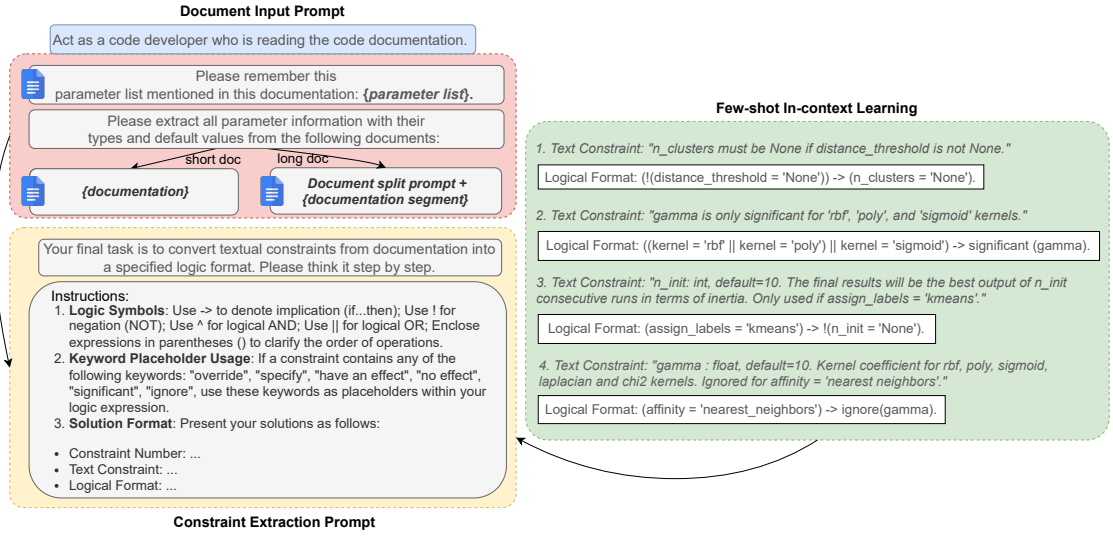 Document Input Prompt
Act as a code developer who is reading the code documentation.
Please remember this
parameter list mentioned in this documentation: {parameter list}.
Please extract all parameter information with their
types and default values from the following documents:
short doc
long doc
{documentation}
Document split prompt +
{documentation segment}
Your final task is to convert textual constraints from documentation into
a specified logic format. Please think it step by step.
Instructions:
1. Logic Symbols: Use -> to denote implication (if...then); Use ! for
negation (NOT); Use ^ for logical AND; Use || for logical OR; Enclose
expressions in parentheses () to clarify the order of operations.
2. Keyword Placeholder Usage: If a constraint contains any of the
following keywords: "override", "specify", "have an effect", "no effect",
"significant", "ignore", use these keywords as placeholders within your
logic expression.
3. Solution Format: Present your solutions as follows:
• Constraint Number: ...
• Text Constraint: ...
• Logical Format: ...
Constraint Extraction Prompt
Few-shot In-context Learning
1. Text Constraint: "n_clusters must be None if distance_threshold is not None."
Logical Format: (!(distance_threshold = 'None')) -> (n_clusters = 'None').
2. Text Constraint: "gamma is only significant for 'rbf', 'poly', and 'sigmoid' kernels."
Logical Format: ((kernel = 'rbf' || kernel = 'poly') || kernel = 'sigmoid') -> significant (gamma).
3. Text Constraint: "n_init: int, default=10. The final results will be the best output of n_init
consecutive runs in terms of inertia. Only used if assign_labels = 'kmeans'."
Logical Format: (assign_labels = 'kmeans') -> !(n_init = 'None').
4. Text Constraint: "gamma : float, default=10. Kernel coefficient for rbf, poly, sigmoid,
laplacian and chi2 kernels. Ignored for affinity = 'nearest neighbors'."
Logical Format: (affinity = 'nearest_neighbors') -> ignore(gamma).